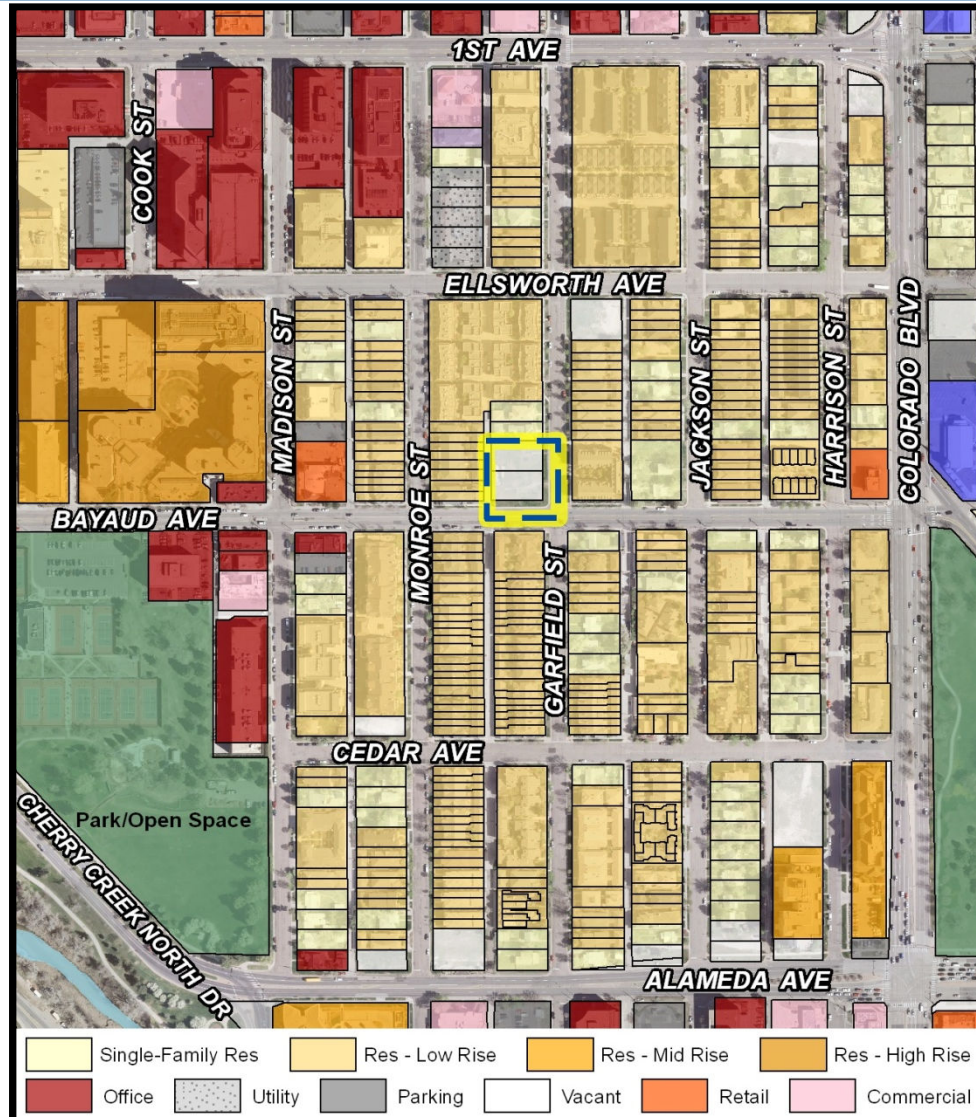 1ST AVE
COOK ST
ELLSWORTH AVE
MADISON ST
MONROE ST
JACKSON ST
HARRISON ST
COLORADO BLVD
BAYAUD AVE
GARFIELD ST
CEDAR AVE
Park/Open Space
CHERRY CREEK NORTH DR
ALAMEDA AVE
Single-Family Res
Res - Low Rise
Res - Mid Rise
Res - High Rise
Office
Utility
Parking
Vacant
Retail
Commercial